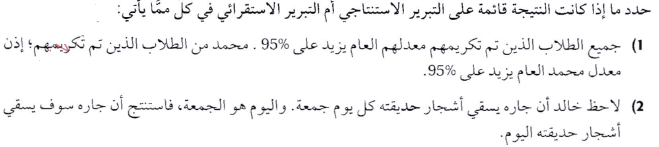 حدد ما إذا كانت النتيجة قائمة على التبرير الاستنتاجي أم التبرير الاستقرائي في كل ممَّا يأتي:
1) جميع الطلاب الذين تم تكريمهم معدلهم العام يزيد على 95% . محمد من الطلاب الذين تم تكريمهم؛ إذن
معدل محمد العام يزيد على 95%.
2) لاحظ خالد أن جاره يسقي أشجار حديقته كل يوم جمعة. واليوم هو الجمعة، فاستنتج أن جاره سوف يسقي
أشجار حديقته اليوم.